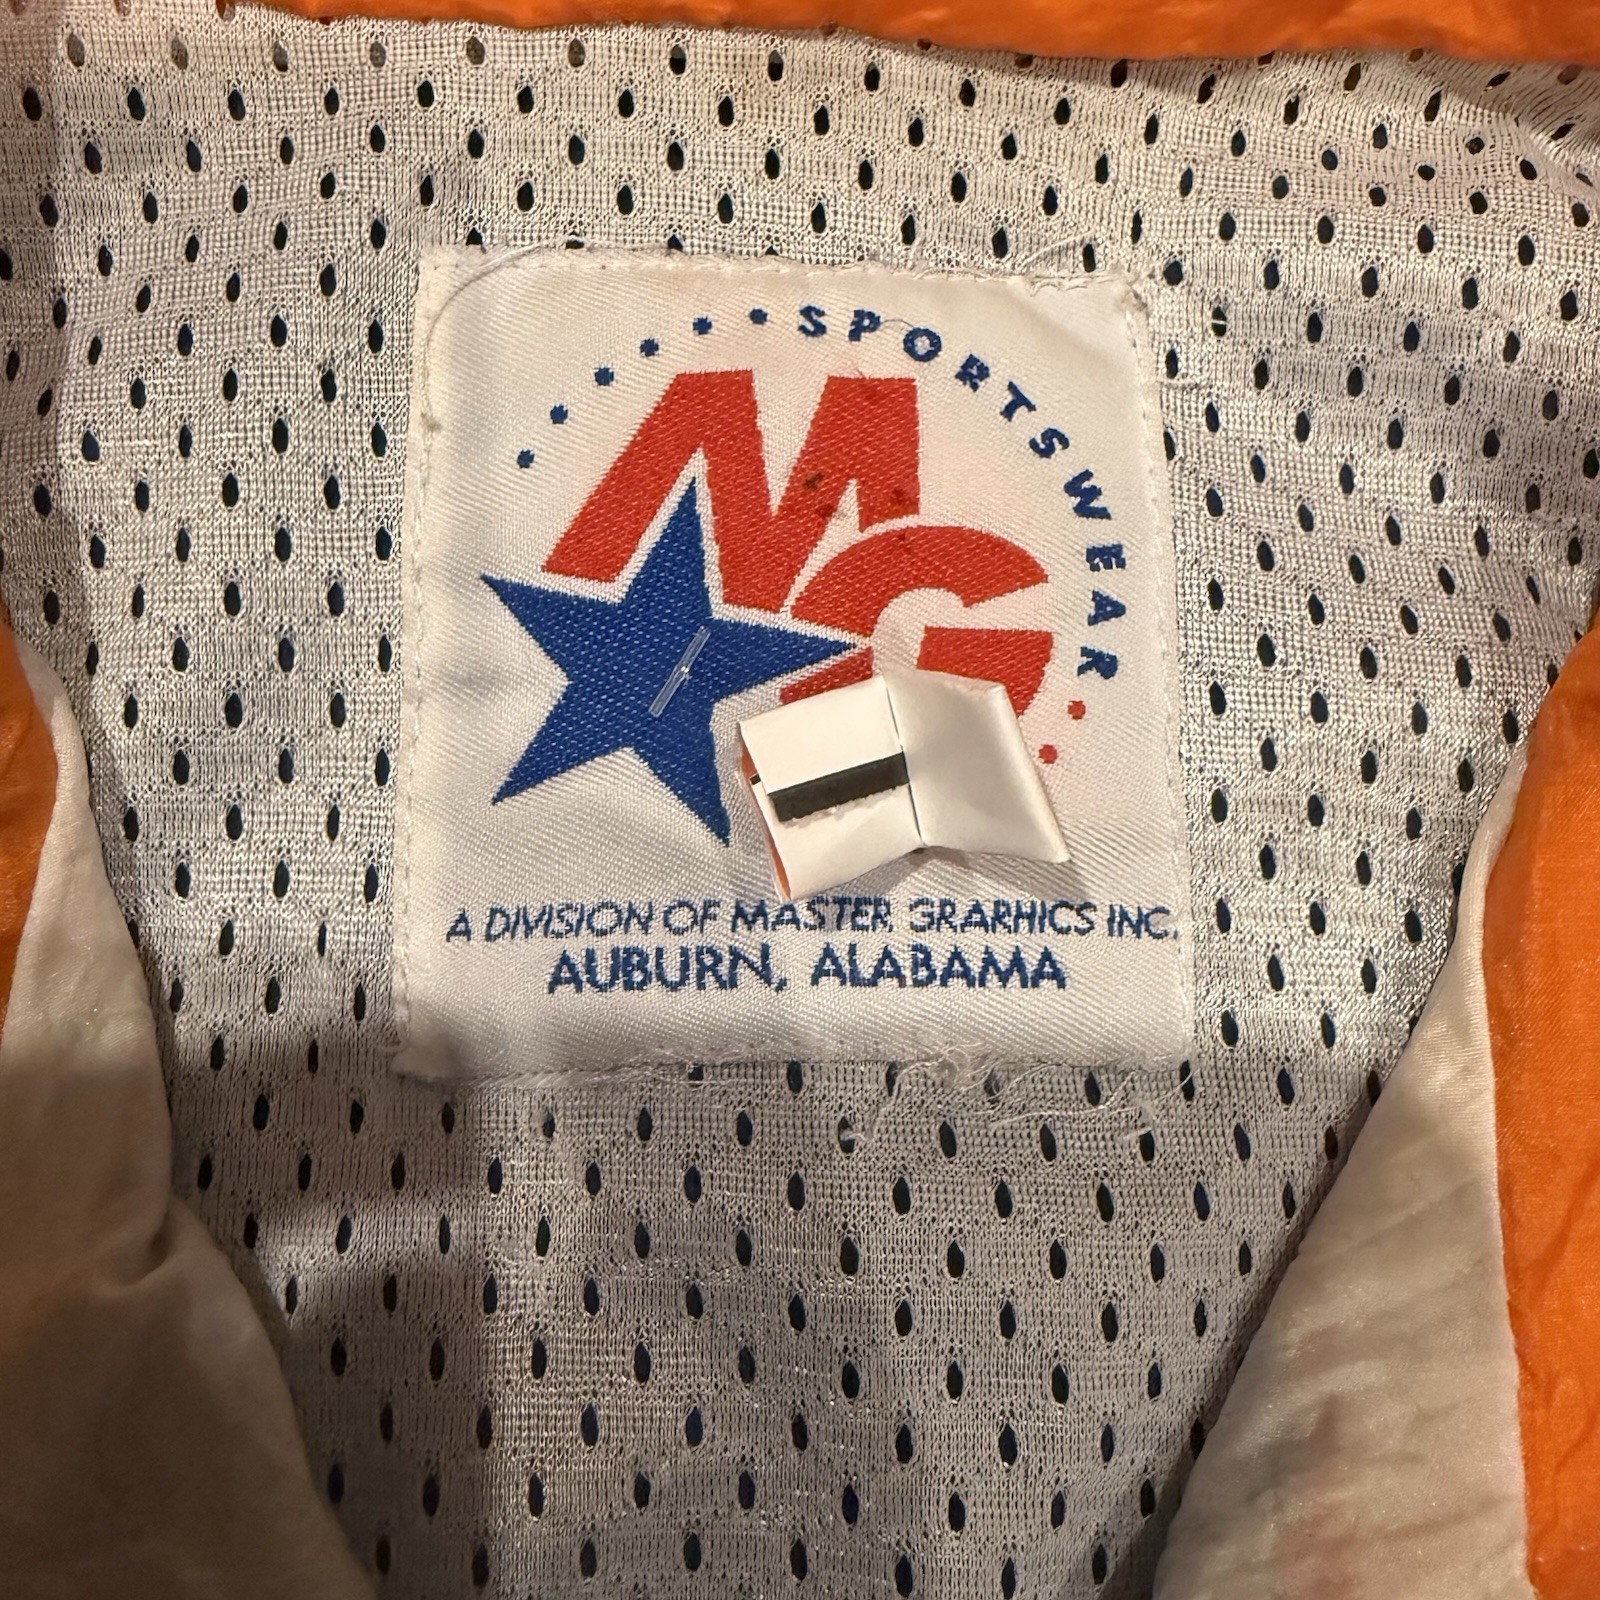 SPORTSWEAR
MG
A DIVISION OF MASTER GRARHICS INC.
AUBURN, ALABAMA